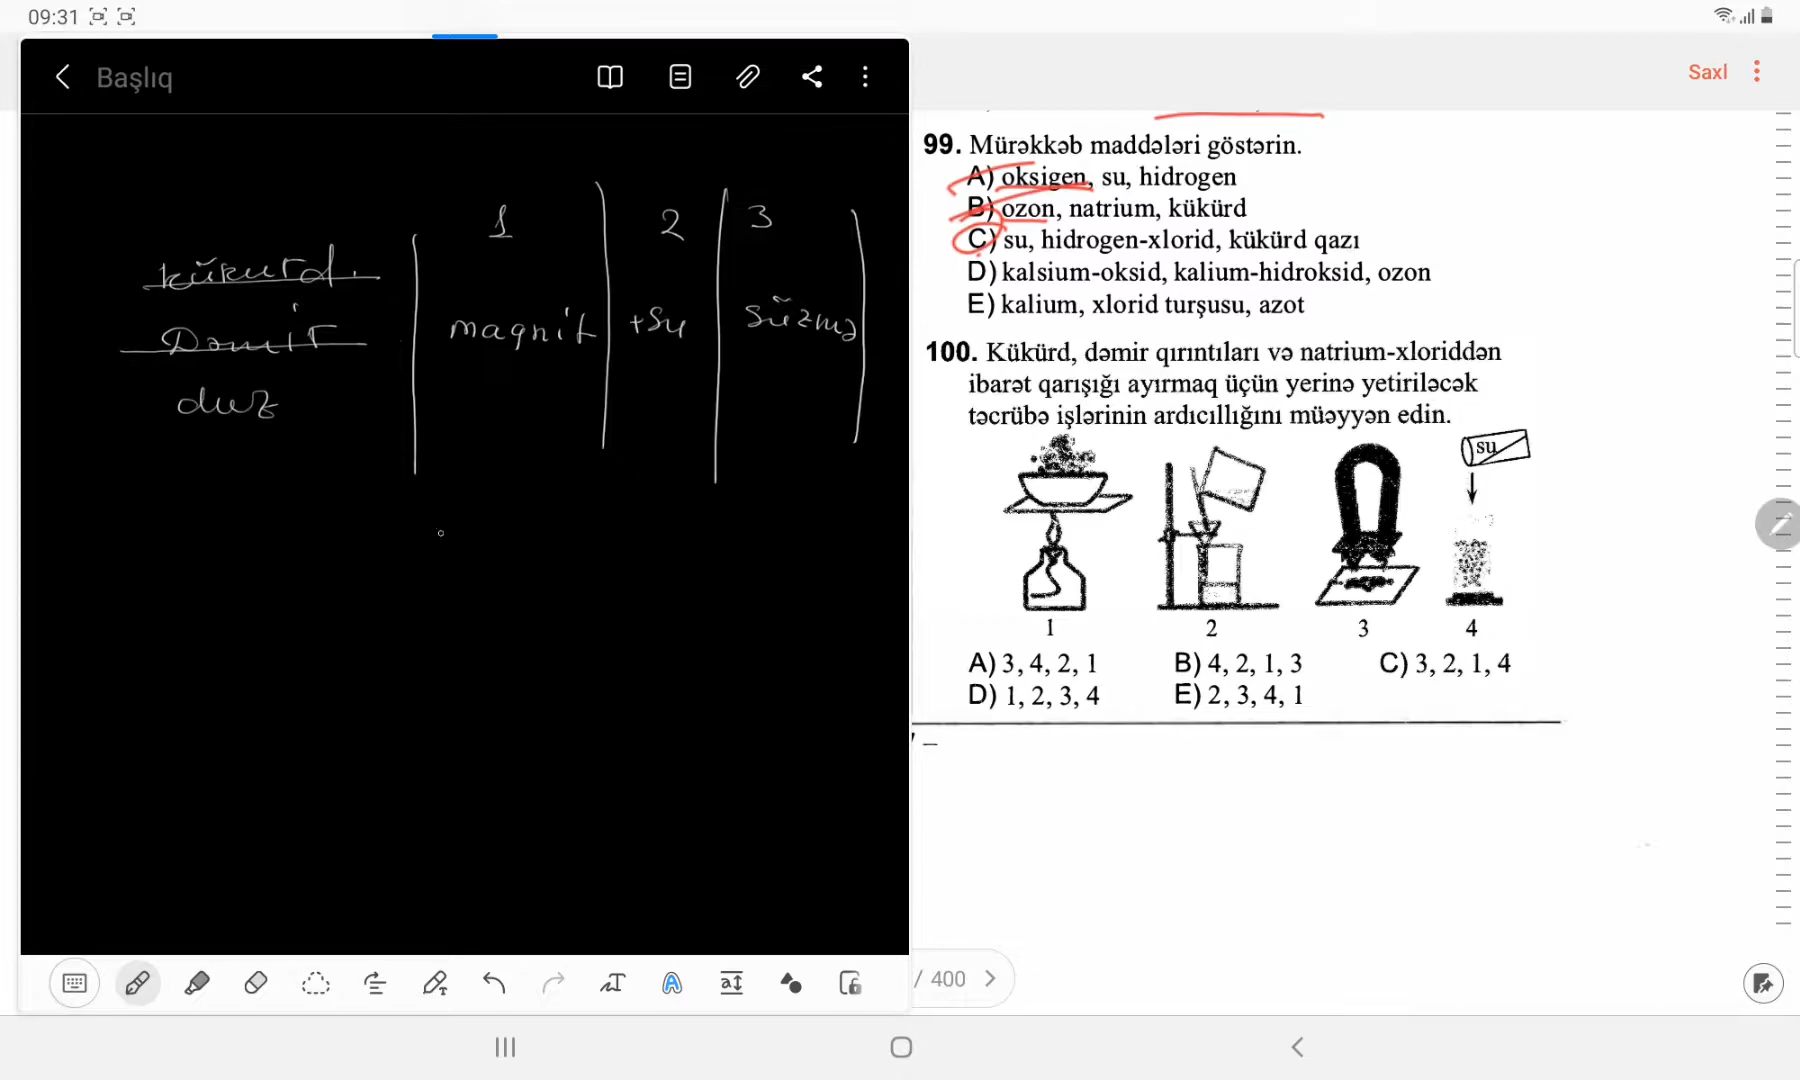 09:31
Başlıq
Saxl
1 2 3
kükurd.
Dəmir
duz
maqnit +su süzmə
99. Mürəkkəb maddələri göstərin.
A) oksigen, su, hidrogen
B) ozon, natrium, kükürd
C) su, hidrogen-xlorid, kükürd qazı
D) kalsium-oksid, kalium-hidroksid, ozon
E) kalium, xlorid turşusu, azot
100. Kükürd, dəmir qırıntıları və natrium-xloriddən
ibarət qarışığı ayırmaq üçün yerinə yetiriləcək
təcrübə işlərinin ardıcıllığını müəyyən edin.
su
1 2 3 4
A) 3, 4, 2, 1 B) 4, 2, 1, 3 C) 3, 2, 1, 4
D) 1, 2, 3, 4 E) 2, 3, 4, 1
/ 400